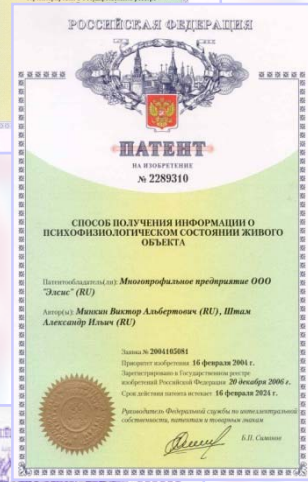 РОССИЙСКАЯ ФЕДЕРАЦИЯ
ПАТЕНТ
НА ИЗОБРЕТЕНИЕ
№ 2289310
СПОСОБ ПОЛУЧЕНИЯ ИНФОРМАЦИИ О
ПСИХОФИЗИОЛОГИЧЕСКОМ СОСТОЯНИИ ЖИВОГО
ОБЪЕКТА
Патентообладатель(ли): Многопрофильное предприятие ООО
"Элсис" (RU)
Автор(ы): Минкин Виктор Альбертович (RU), Штам
Александр Ильич (RU)
Заявка № 2004105081
Приоритет изобретения 16 февраля 2004 г.
Зарегистрировано в Государственном реестре
изобретений Российской Федерации 20 декабря 2006 г.
Срок действия патента истекает 16 февраля 2024 г.
Руководитель Федеральной службы по интеллектуальной
собственности, патентам и товарным знакам
Б.П. Симонов